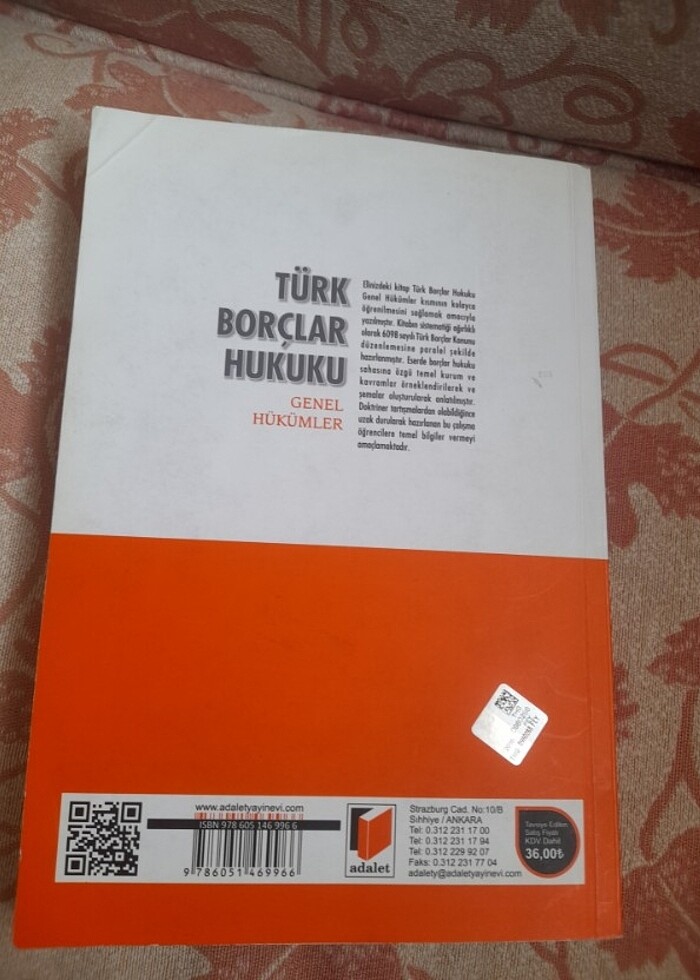 TÜRK
BORÇLAR
HUKUKU
GENEL
HÜKÜMLER
Elinizdeki kitap Türk Borçlar Hukuku
Genel Hükümler kısmının kolayca
öğrenilmesini sağlamak amacıyla
yazılmıştır. Kitabın sistematiği ağırlıklı
olarak 6098 sayılı Türk Borçlar Kanunu
düzenlemesine paralel şekilde
hazırlanmıştır. Eserde borçlar hukuku
sahasına özgü temel kurum ve
kavramlar örneklendirilerek ve
şemalar oluşturularak anlatılmıştır.
Doktriner tartışmalardan olabildiğince
uzak durularak hazırlanan bu çalışma
öğrencilere temel bilgiler vermeyi
amaçlamaktadır.
www.adaletyayinevi.com
ISBN 978 605 146 996 6
9 786051 469966
adalet
Strazburg Cad. No:10/B
Sıhhiye / ANKARA
Tel: 0.312 231 17 00
Tel: 0.312 231 17 94
Tel: 0.312 229 92 07
Faks: 0.312 231 77 04
adalety@adaletyayinevi.com
Tavsiye Edilen
Satış Fiyatı
KDV Dahil
36,00₺